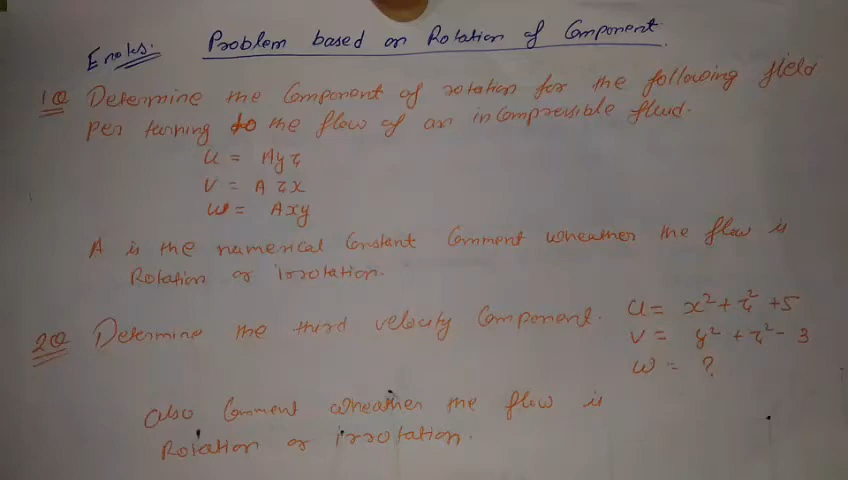 Enotes. Problem based on Rotation of Component.
1Q Determine the Component of rotation for the following field
Per taining to the flow of an incompressible fluid.
U = Ayz
V = Azx
W = Axy
A is the numerical Constant Comment wheather the flow is
Rotation or irrotation.
2Q Determine the third velocity Component. U = x² + z² + 5
V = y² + z² - 3
W = ?
also Comment wheather the flow is
Rotation or irrotation.